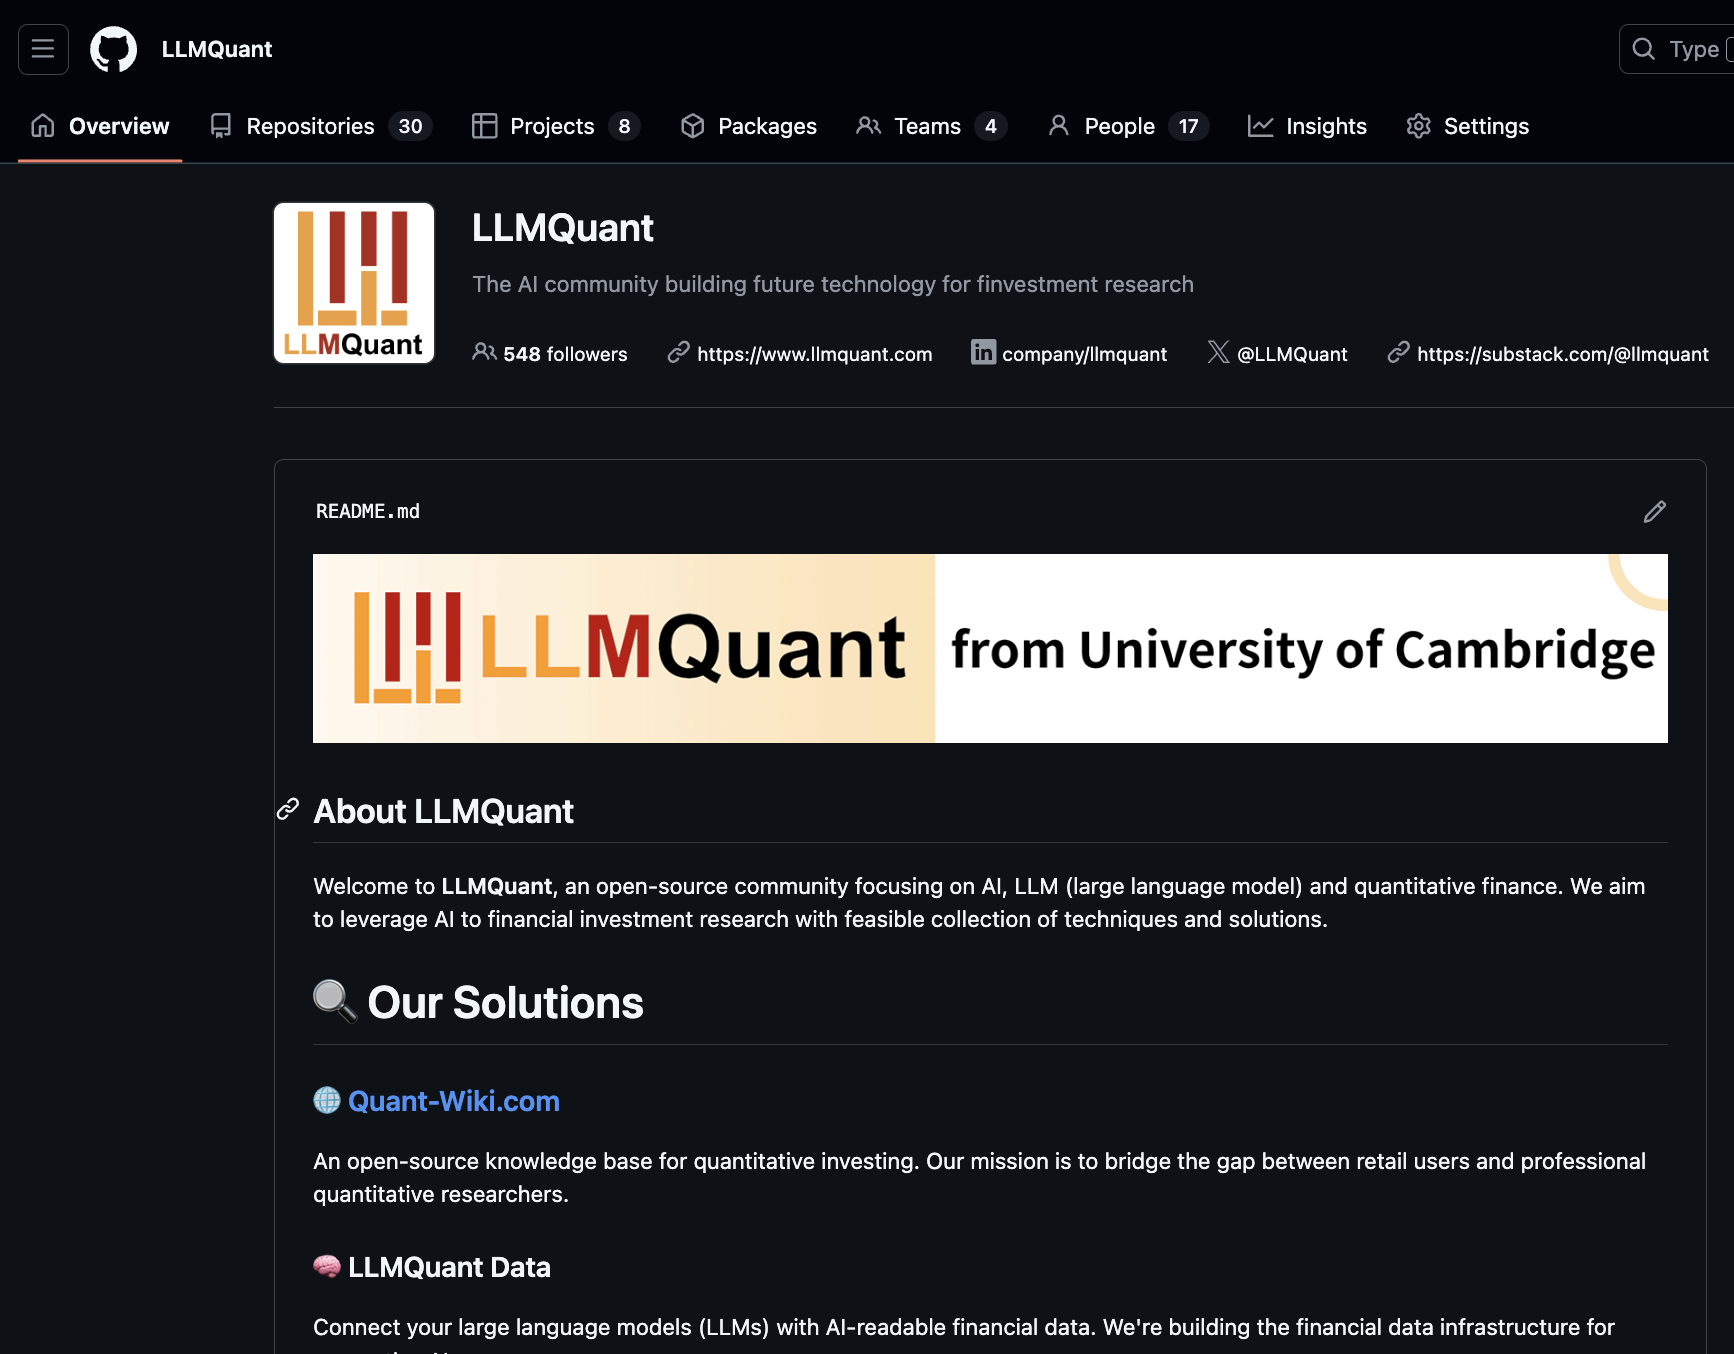 LLMQuant
Type
Overview
Repositories 30
Projects 8
Packages
Teams 4
People 17
Insights
Settings
LLMQuant
LLMQuant
The AI community building future technology for finvestment research
548 followers
https://www.llmquant.com
company/llmquant
@LLMQuant
https://substack.com/@llmquant
README.md
LLMQuant from University of Cambridge
About LLMQuant
Welcome to LLMQuant, an open-source community focusing on AI, LLM (large language model) and quantitative finance. We aim
to leverage AI to financial investment research with feasible collection of techniques and solutions.
Our Solutions
Quant-Wiki.com
An open-source knowledge base for quantitative investing. Our mission is to bridge the gap between retail users and professional
quantitative researchers.
LLMQuant Data
Connect your large language models (LLMs) with AI-readable financial data. We're building the financial data infrastructure for